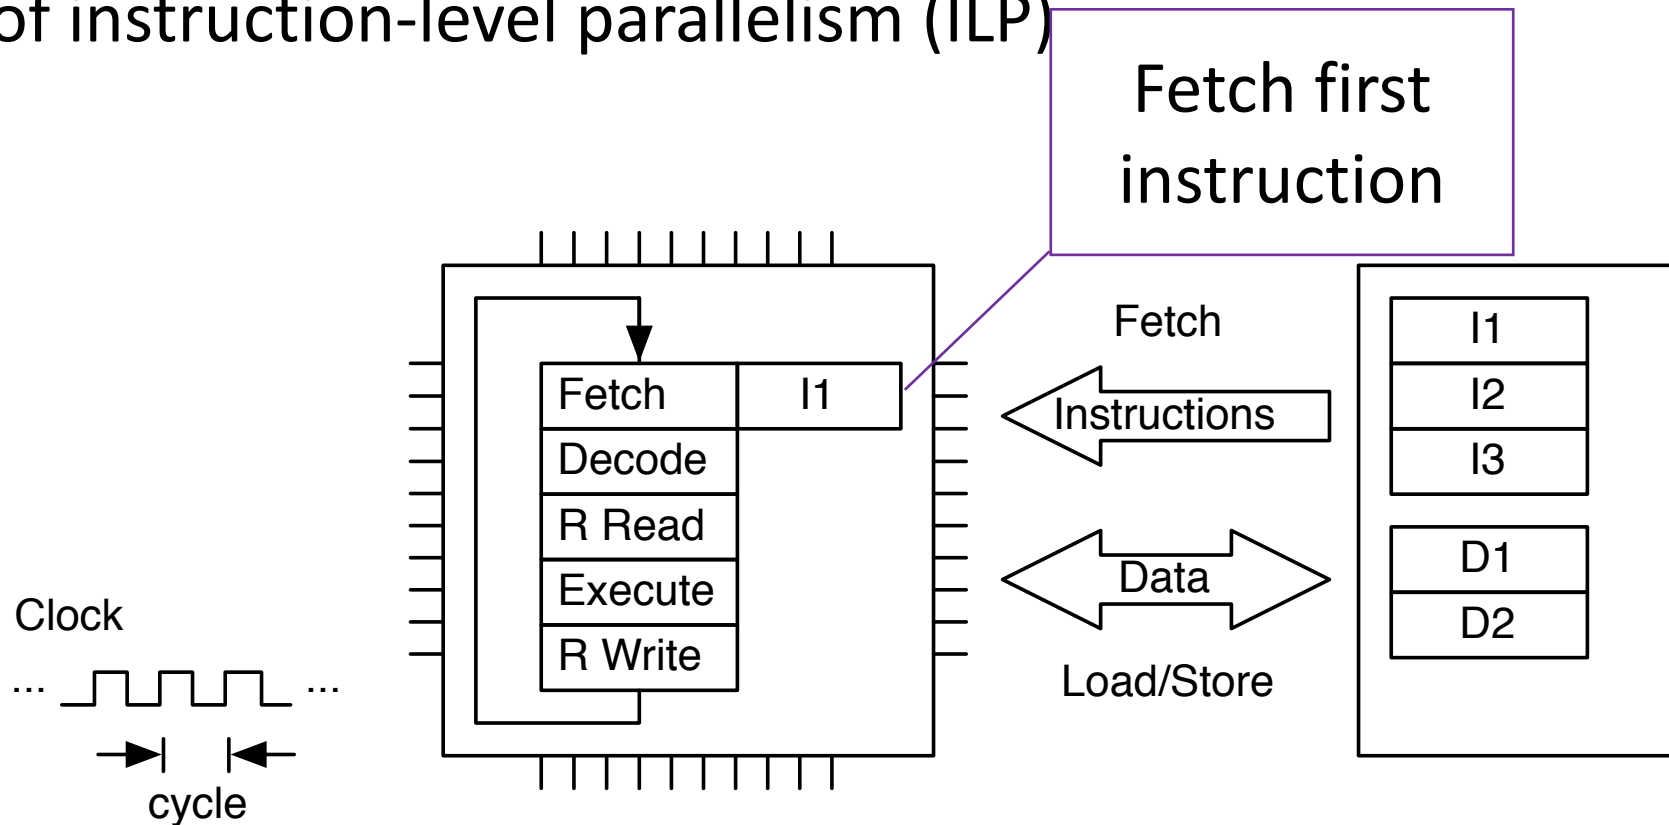 of instruction-level parallelism (ILP)
Fetch first
instruction
Fetch
I1
Fetch
I1
Instructions
I2
Decode
I3
R Read
D1
Execute
Data
D2
Clock
R Write
Load/Store
...
...
cycle